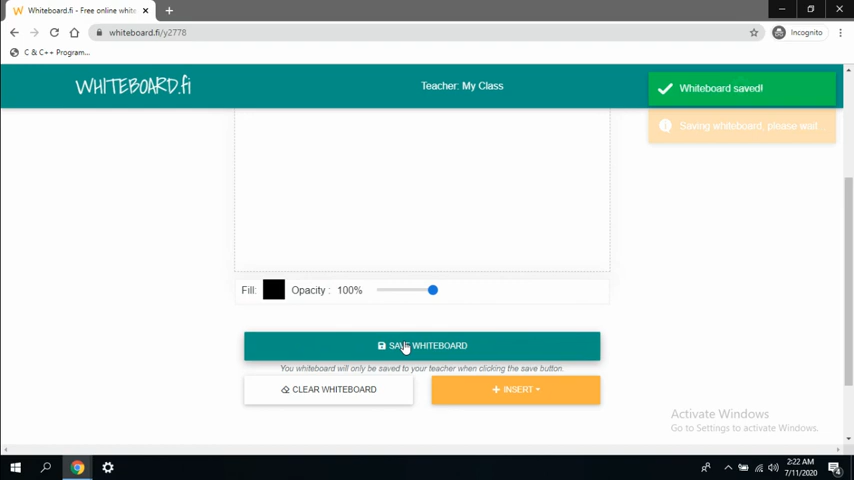 Whiteboard.fi - Free online white
whiteboard.fi/y2778
Incognito
C & C++ Program...
WHITEBOARD.fi
Teacher: My Class
Whiteboard saved!
Saving whiteboard, please wait ...
Fill:
Opacity :
100%
SAVE WHITEBOARD
You whiteboard will only be saved to your teacher when clicking the save button.
CLEAR WHITEBOARD
INSERT
Activate Windows
Go to Settings to activate Windows.
2:22 AM
7/11/2020
4